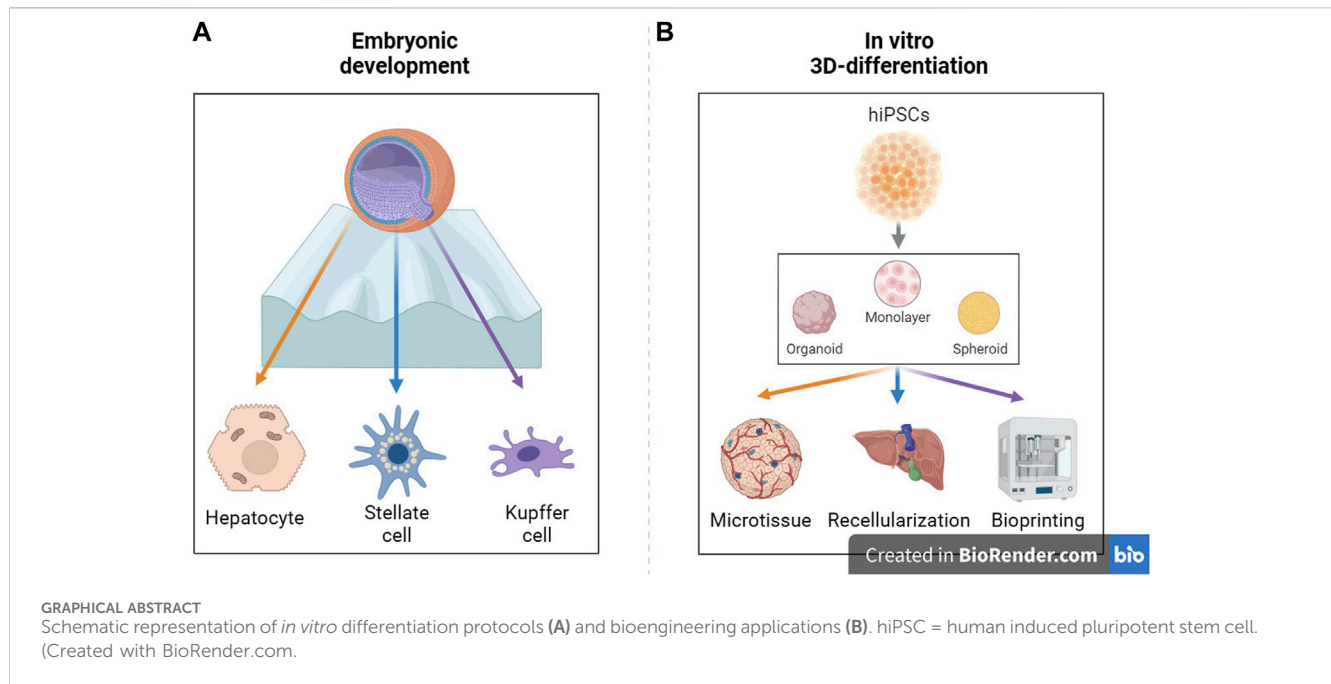 A
Embryonic
development
Hepatocyte
Stellate
cell
Kupffer
cell
B
In vitro
3D-differentiation
hiPSCs
Monolayer
Organoid
Spheroid
Microtissue
Recellularization
Bioprinting
Created in BioRender.com bio
GRAPHICAL ABSTRACT
Schematic representation of in vitro differentiation protocols (A) and bioengineering applications (B). hiPSC = human induced pluripotent stem cell.
(Created with BioRender.com.